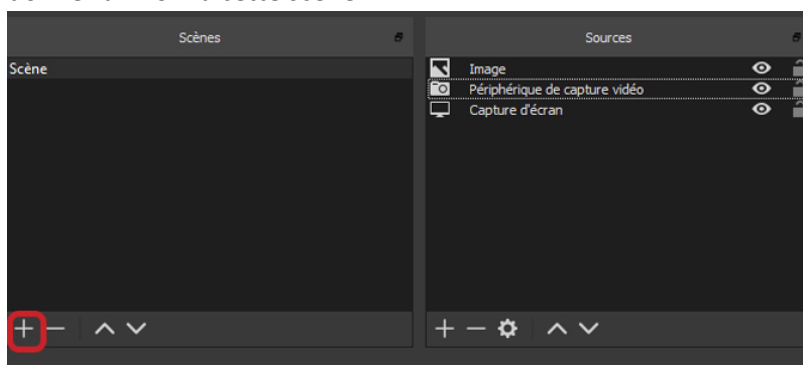 Scènes
Sources
Scène
Image
Périphérique de capture vidéo
Capture d'écran